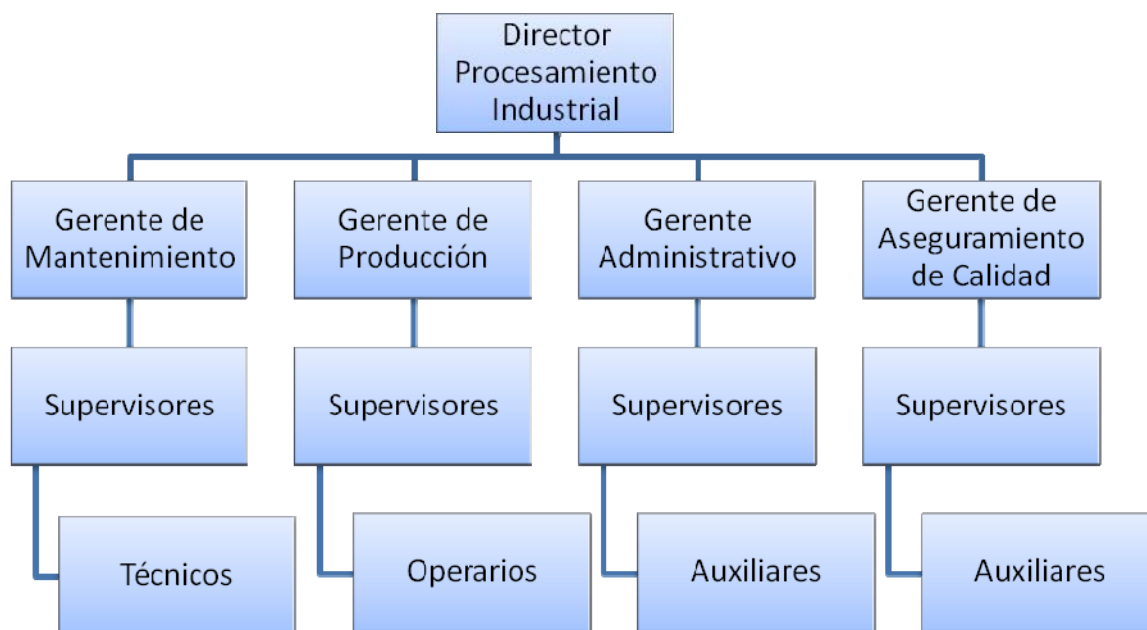 Director
Procesamiento
Industrial
Gerente de
Mantenimiento
Gerente de
Producción
Gerente
Administrativo
Gerente de
Aseguramiento
de Calidad
Supervisores
Supervisores
Supervisores
Supervisores
Técnicos
Operarios
Auxiliares
Auxiliares